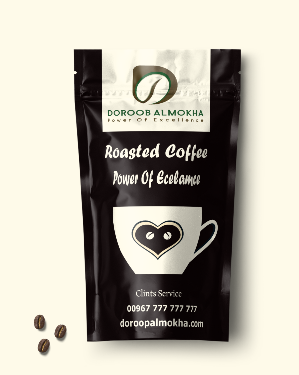 DOROOB ALMOKHA
Power Of Excellence
Roasted Coffee
Power Of Ecelamce
Clints Service
00967 777 777 777
doroopalmokha.com